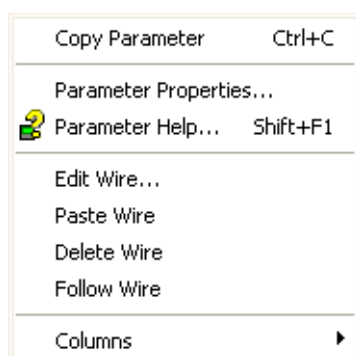 Copy Parameter Ctrl+C
Parameter Properties...
Parameter Help... Shift+F1
Edit Wire...
Paste Wire
Delete Wire
Follow Wire
Columns